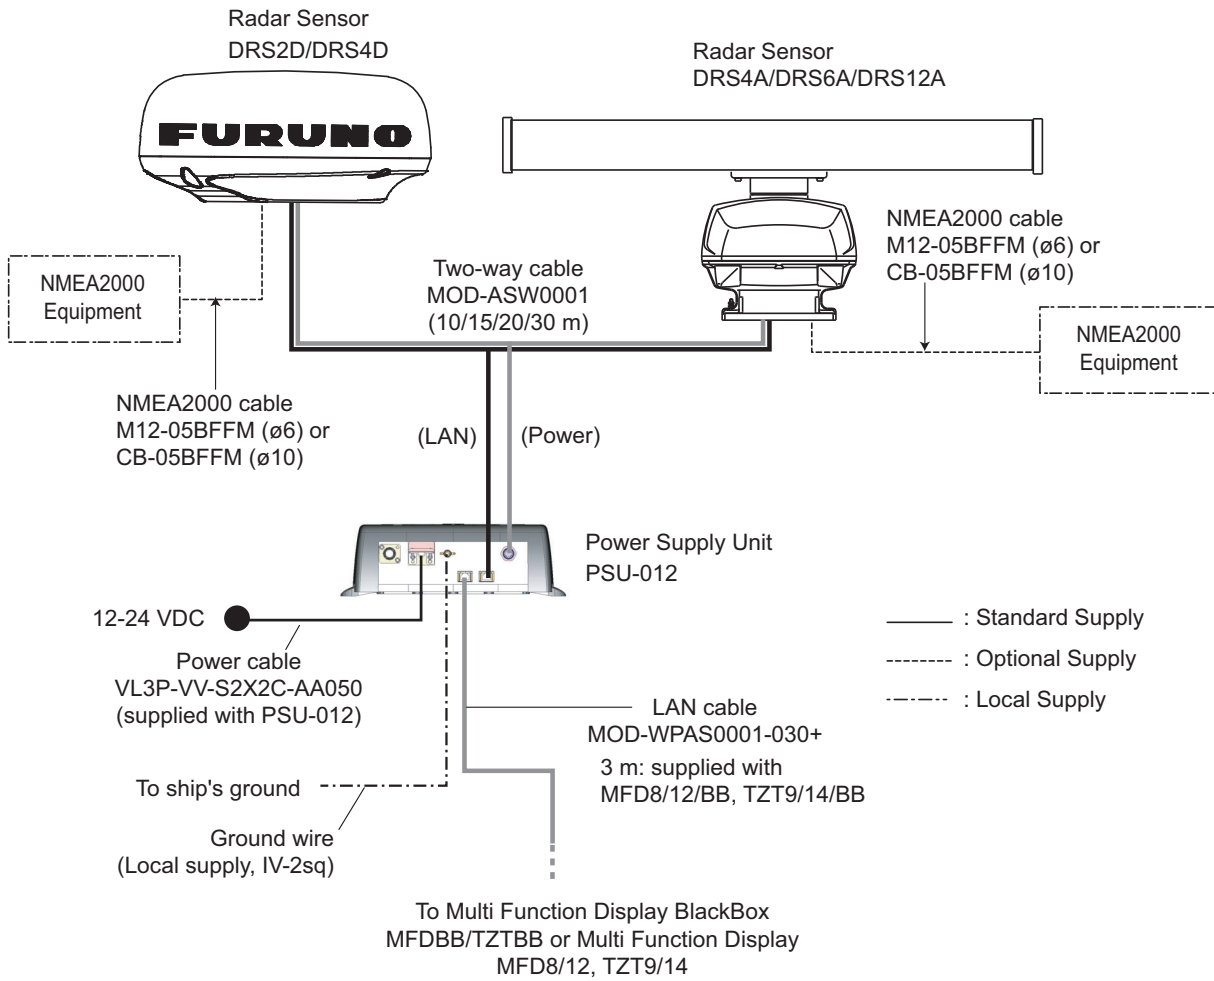 Radar Sensor
DRS2D/DRS4D
Radar Sensor
DRS4A/DRS6A/DRS12A
FURUNO
NMEA2000 cable
M12-05BFFM (ø6) or
CB-05BFFM (ø10)
NMEA2000
Equipment
Two-way cable
MOD-ASW0001
(10/15/20/30 m)
NMEA2000
Equipment
NMEA2000 cable
M12-05BFFM (ø6) or
CB-05BFFM (ø10)
(LAN)
(Power)
Power Supply Unit
PSU-012
12-24 VDC
Power cable
VL3P-VV-S2X2C-AA050
(supplied with PSU-012)
: Standard Supply
: Optional Supply
: Local Supply
LAN cable
MOD-WPAS0001-030+
3 m: supplied with
MFD8/12/BB, TZT9/14/BB
To ship's ground
Ground wire
(Local supply, IV-2sq)
To Multi Function Display BlackBox
MFDBB/TZTBB or Multi Function Display
MFD8/12, TZT9/14